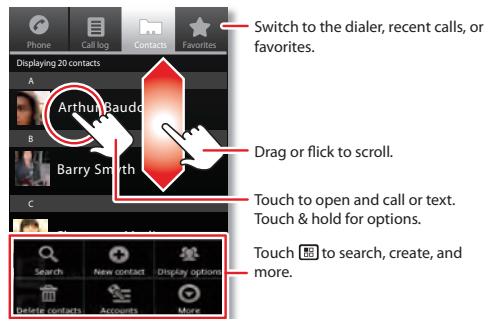 Phone
Call log
Contacts
Favorites
Switch to the dialer, recent calls, or
favorites.
Displaying 20 contacts
A
Arthur Baudo
B
Barry Smyth
C
Drag or flick to scroll.
Touch to open and call or text.
Touch & hold for options.
Touch to search, create, and
more.
Search
New contact
Display options
Delete contacts
Accounts
More